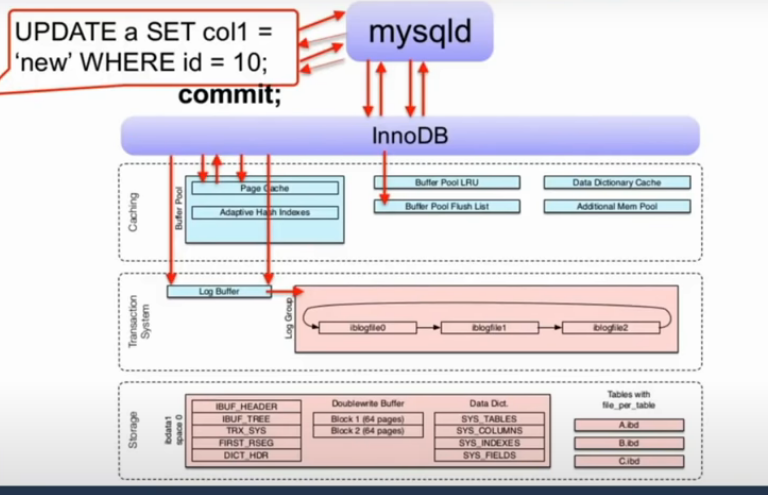 UPDATE a SET col1 =
‘new’ WHERE id = 10;
commit;
mysqld
InnoDB
Caching
Buffer Pool
Page Cache
Adaptive Hash Indexes
Buffer Pool LRU
Buffer Pool Flush List
Data Dictionary Cache
Additional Mem Pool
Transaction
System
Log Buffer
Log Group
iblogfile0
iblogfile1
iblogfile2
Storage
ibdata1
space 0
IBUF_HEADER
IBUF_TREE
TRX_SYS
FIRST_RSEG
DICT_HDR
Doublewrite Buffer
Block 1 (64 pages)
Block 2 (64 pages)
Data Dict.
SYS_TABLES
SYS_COLUMNS
SYS_INDEXES
SYS_FIELDS
Tables with
file_per_table
A.ibd
B.ibd
C.ibd